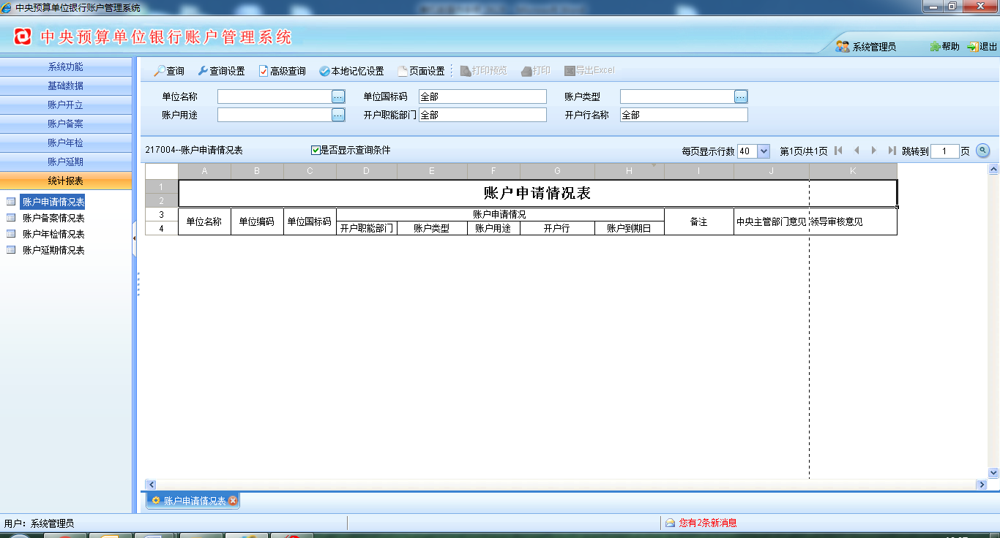 中央预算单位银行账户管理系统
中央预算单位银行账户管理系统
系统管理员 帮助 退出
系统功能
基础数据
账户开立
账户备案
账户年检
账户延期
统计报表
账户申请情况表
账户备案情况表
账户年检情况表
账户延期情况表
查询 查询设置 高级查询 本地记忆设置 页面设置 打印预览 打印 导出Excel
单位名称 单位国标码 全部 账户类型
账户用途 开户职能部门 全部 开户行名称 全部
217004--账户申请情况表 是否显示查询条件 每页显示行数 40 第1页/共1页 跳转到 1 页
A B C D E F G H I J K
1
2
账户申请情况表
3
4
单位名称 单位编码 单位国标码 账户申请情况 备注 中央主管部门意见 领导审核意见
开户职能部门 账户类型 账户用途 开户行 账户到期日
账户申请情况表
用户: 系统管理员 您有2条新消息